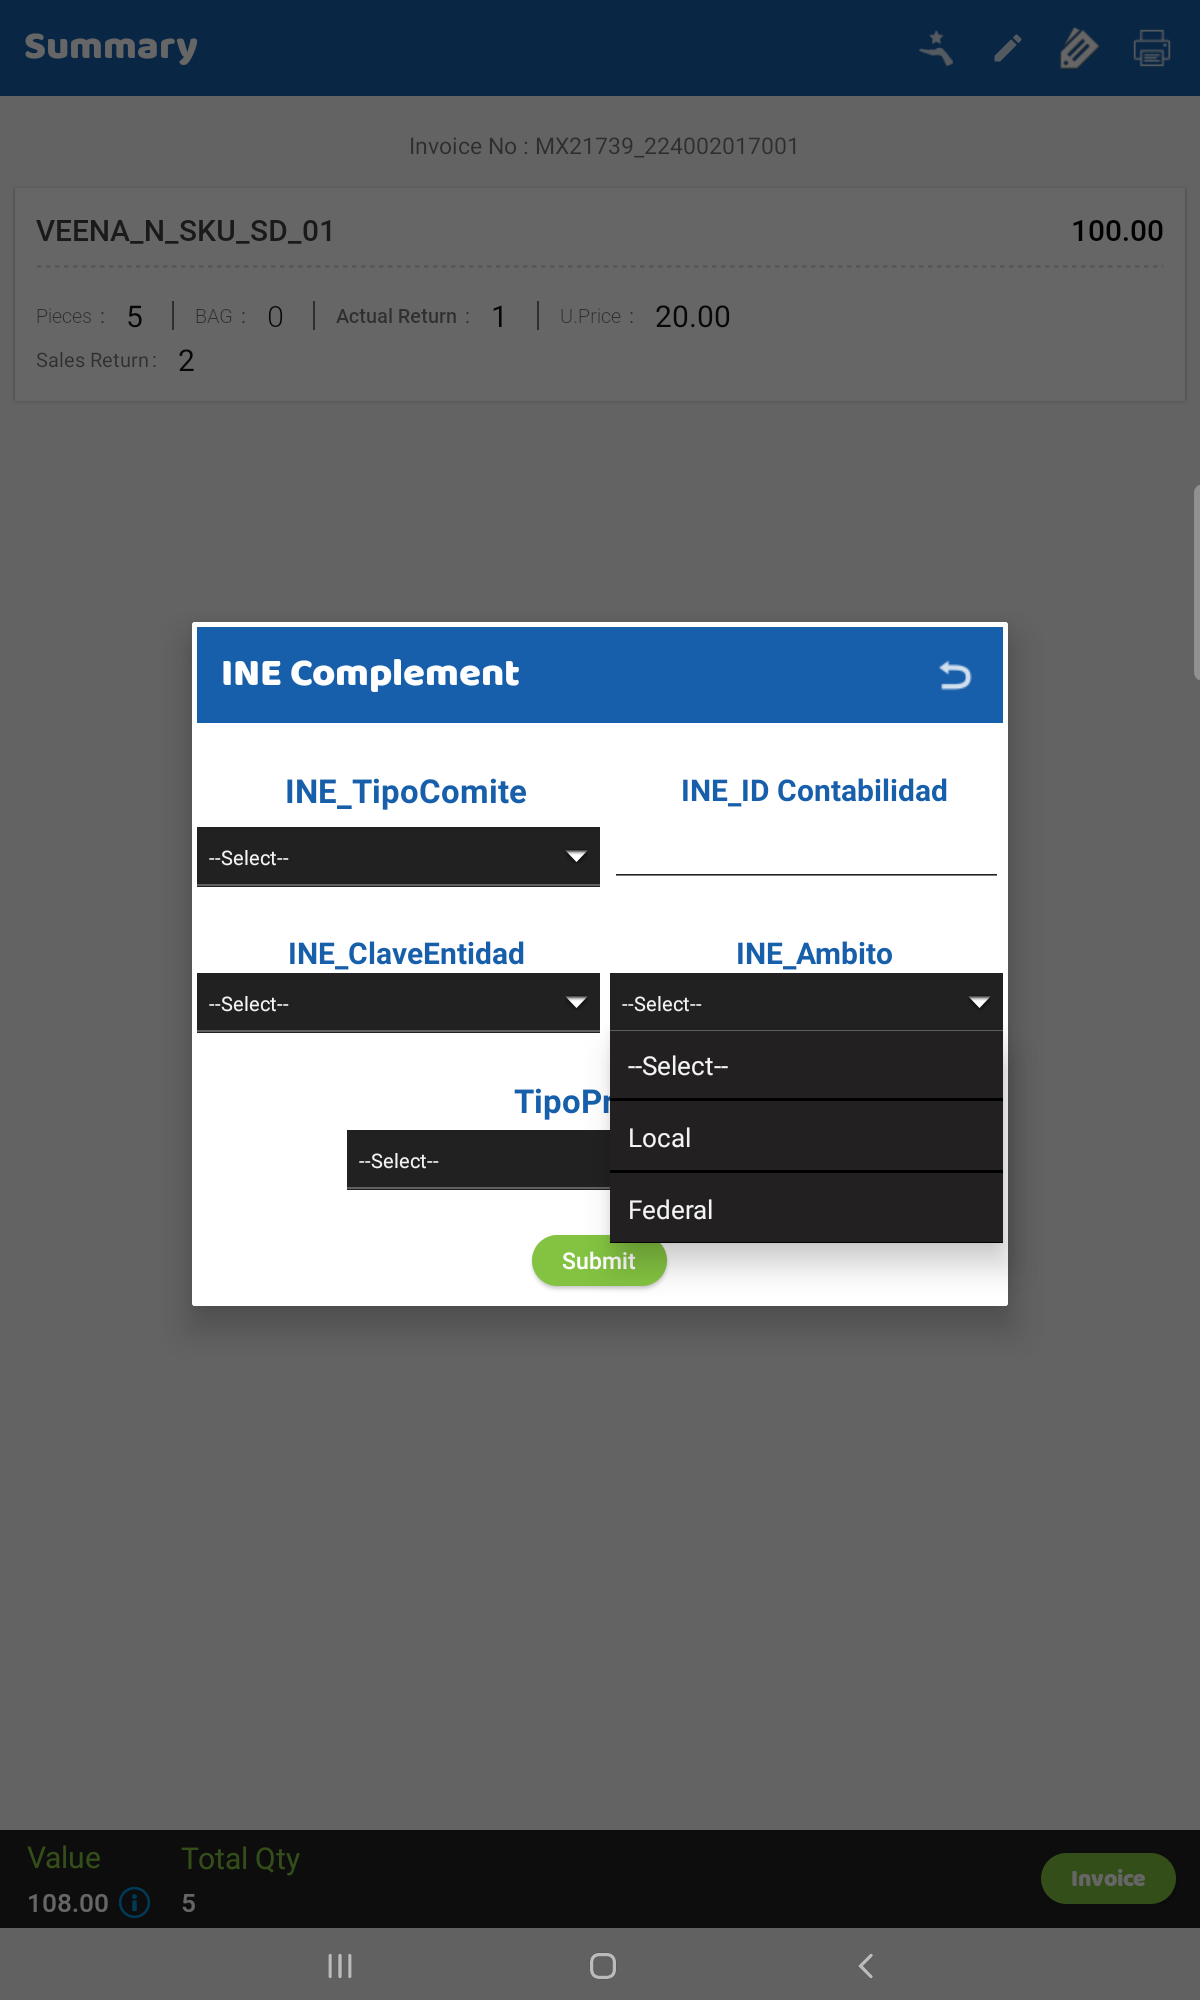 Summary
Invoice No : MX21739_224002017001
VEENA_N_SKU_SD_01 100.00
Pieces : 5 | BAG : 0 | Actual Return : 1 | U.Price : 20.00
Sales Return : 2
INE Complement
INE_TipoComite INE_ID Contabilidad
--Select--
INE_ClaveEntidad INE_Ambito
--Select-- --Select--
--Select--
TipoPr
Local
--Select--
Federal
Submit
Value Total Qty
108.00 5
Invoice